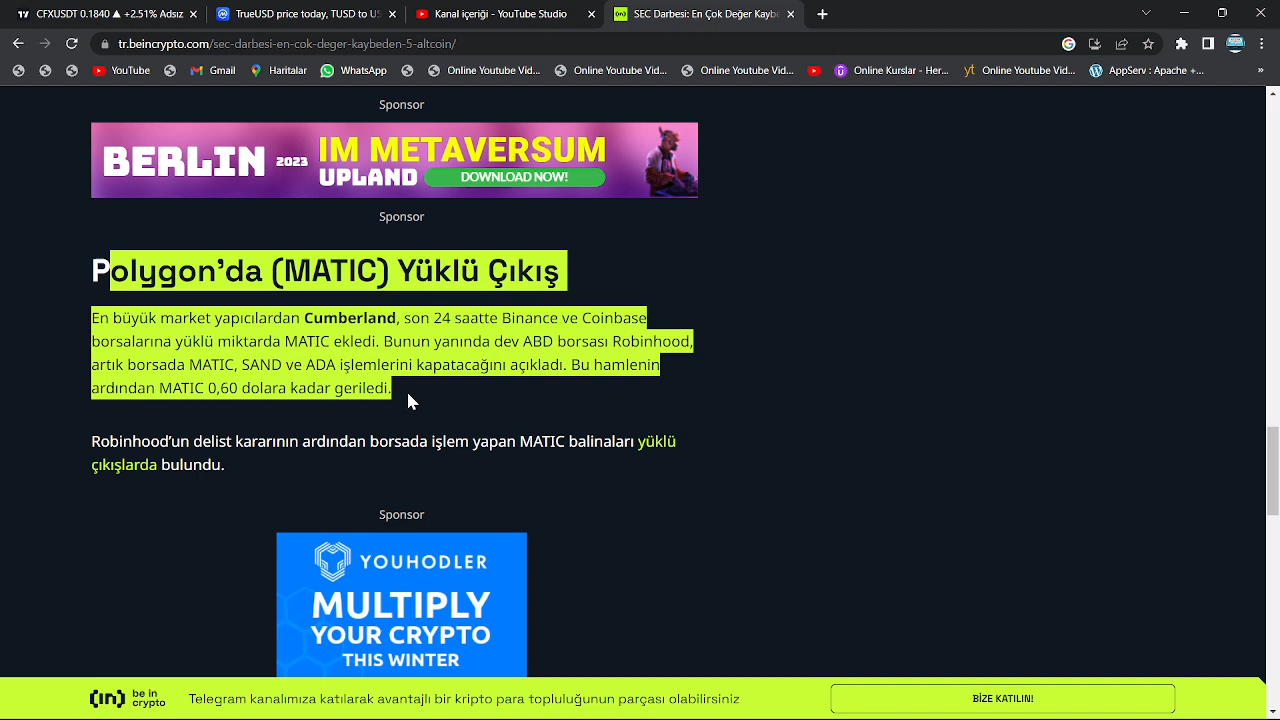 CFXUSDT 0.1840 ▲ +2.51% Adsız
TrueUSD price today, TUSD to US
Kanal içeriği - YouTube Studio
SEC Darbesi: En Çok Değer Kaybe
tr.beincrypto.com/sec-darbesi-en-cok-deger-kaybeden-5-altcoin/
YouTube
Gmail
Haritalar
WhatsApp
Online Youtube Vid...
Online Youtube Vid...
Online Youtube Vid...
Online Kurslar - Her...
Online Youtube Vid...
AppServ : Apache +...
Sponsor
BERLIN 2023 IM METAVERSUM
UPLAND DOWNLOAD NOW!
Sponsor
Polygon’da (MATIC) Yüklü Çıkış
En büyük market yapıcılardan Cumberland, son 24 saatte Binance ve Coinbase
borsalarına yüklü miktarda MATIC ekledi. Bunun yanında dev ABD borsası Robinhood,
artık borsada MATIC, SAND ve ADA işlemlerini kapatacağını açıkladı. Bu hamlenin
ardından MATIC 0,60 dolara kadar geriledi.
Robinhood’un delist kararının ardından borsada işlem yapan MATIC balinaları yüklü
çıkışlarda bulundu.
Sponsor
YOUHODLER
MULTIPLY
YOUR CRYPTO
THIS WINTER
be in
crypto
Telegram kanalımıza katılarak avantajlı bir kripto para topluluğunun parçası olabilirsiniz
BİZE KATILIN!